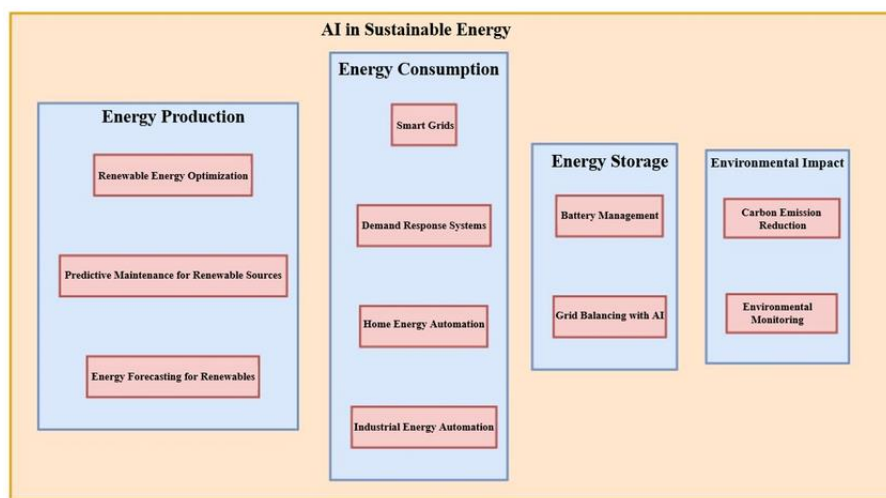 AI in Sustainable Energy
Energy Production
Renewable Energy Optimization
Predictive Maintenance for Renewable Sources
Energy Forecasting for Renewables
Energy Consumption
Smart Grids
Demand Response Systems
Home Energy Automation
Industrial Energy Automation
Energy Storage
Battery Management
Grid Balancing with AI
Environmental Impact
Carbon Emission
Reduction
Environmental
Monitoring